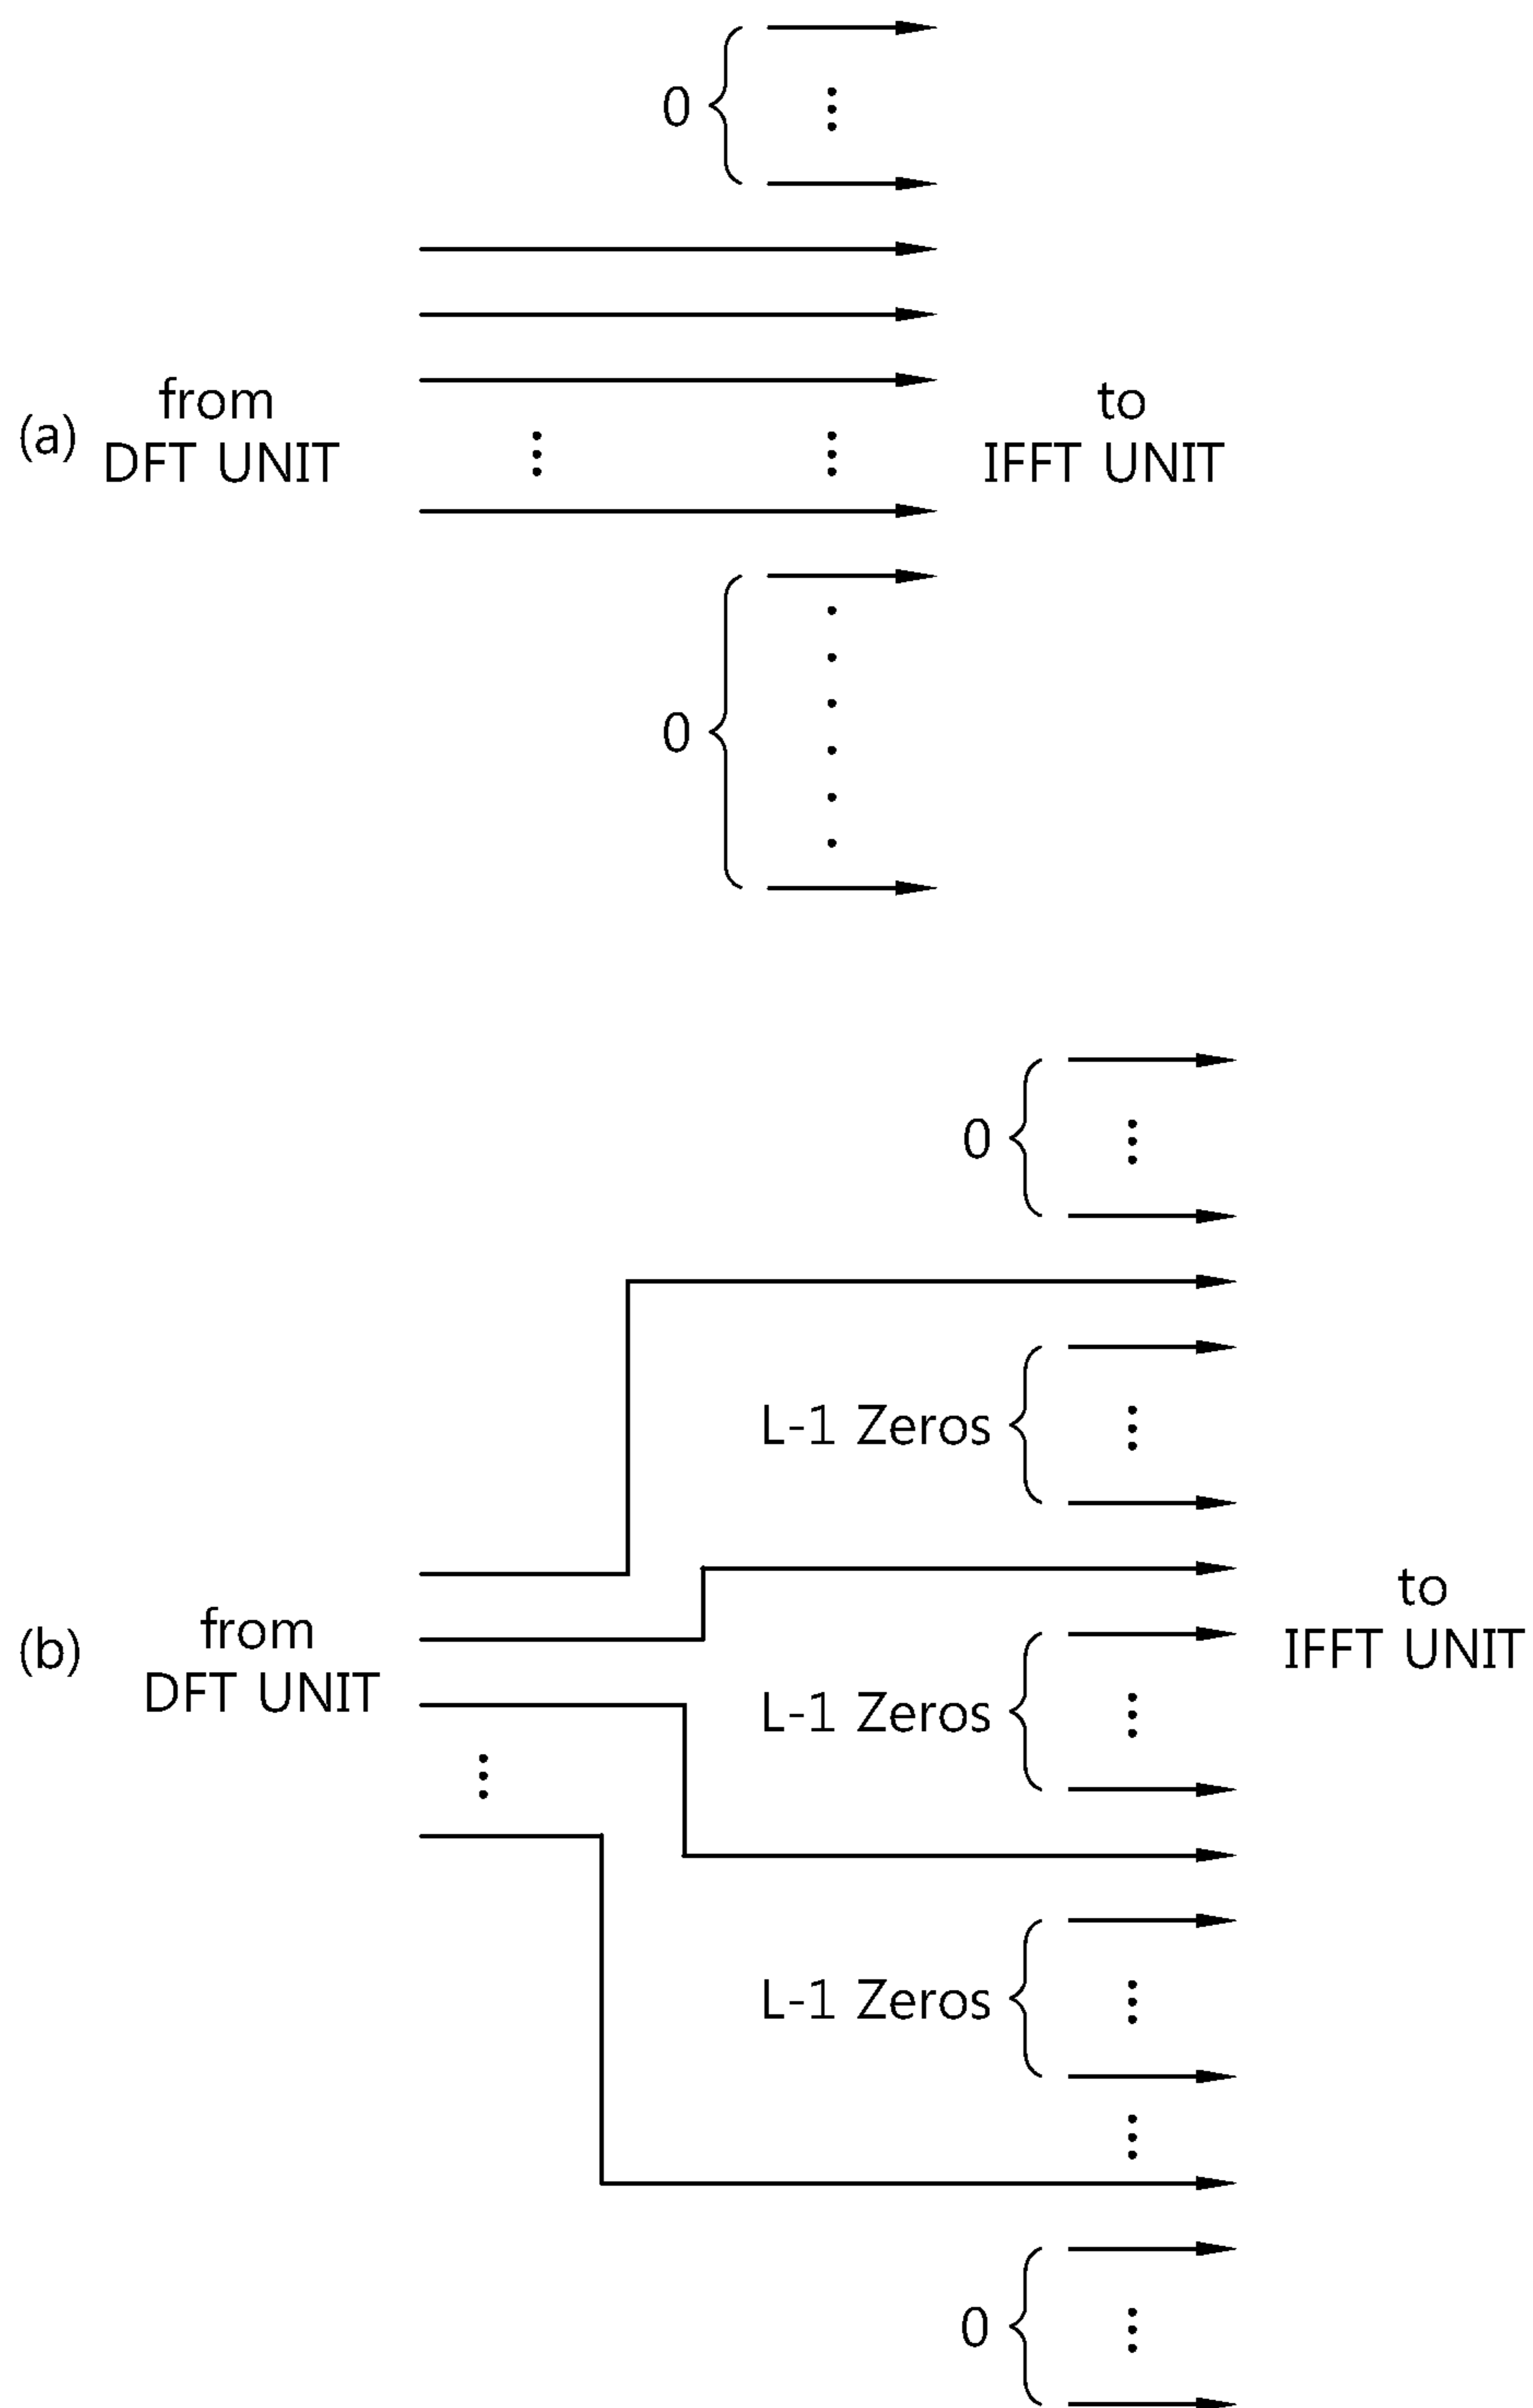 0
(a)
from
DFT UNIT
to
IFFT UNIT
0
0
L-1 Zeros
(b)
from
DFT UNIT
L-1 Zeros
to
IFFT UNIT
L-1 Zeros
0